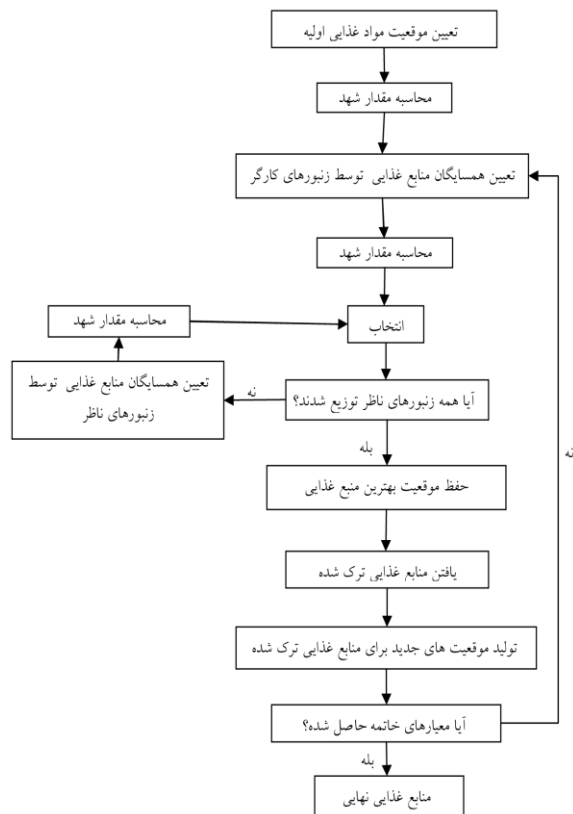 تعیین موقعیت مواد غذایی اولیه
محاسبه مقدار شهد
تعیین همسایگان منابع غذایی توسط زنبورهای کارگر
محاسبه مقدار شهد
محاسبه مقدار شهد
انتخاب
تعیین همسایگان منابع غذایی توسط
زنبورهای ناظر
نه
آیا همه زنبورهای ناظر توزیع شدند؟
بله
نه
حفظ موقعیت بهترین منبع غذایی
یافتن منابع غذایی ترک شده
تولید موقعیت های جدید برای منابع غذایی ترک شده
آیا معیارهای خاتمه حاصل شده؟
بله
منابع غذایی نهایی